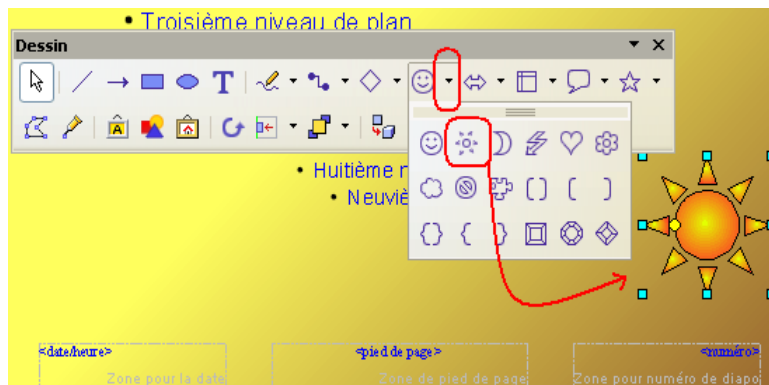 • Troisième niveau de plan
Dessin
• Huitième n
• Neuviè
<date/heure>
<pied de page>
<numéro>
Zone pour la date
Zone de pied de page
Zone pour numéro de diapo